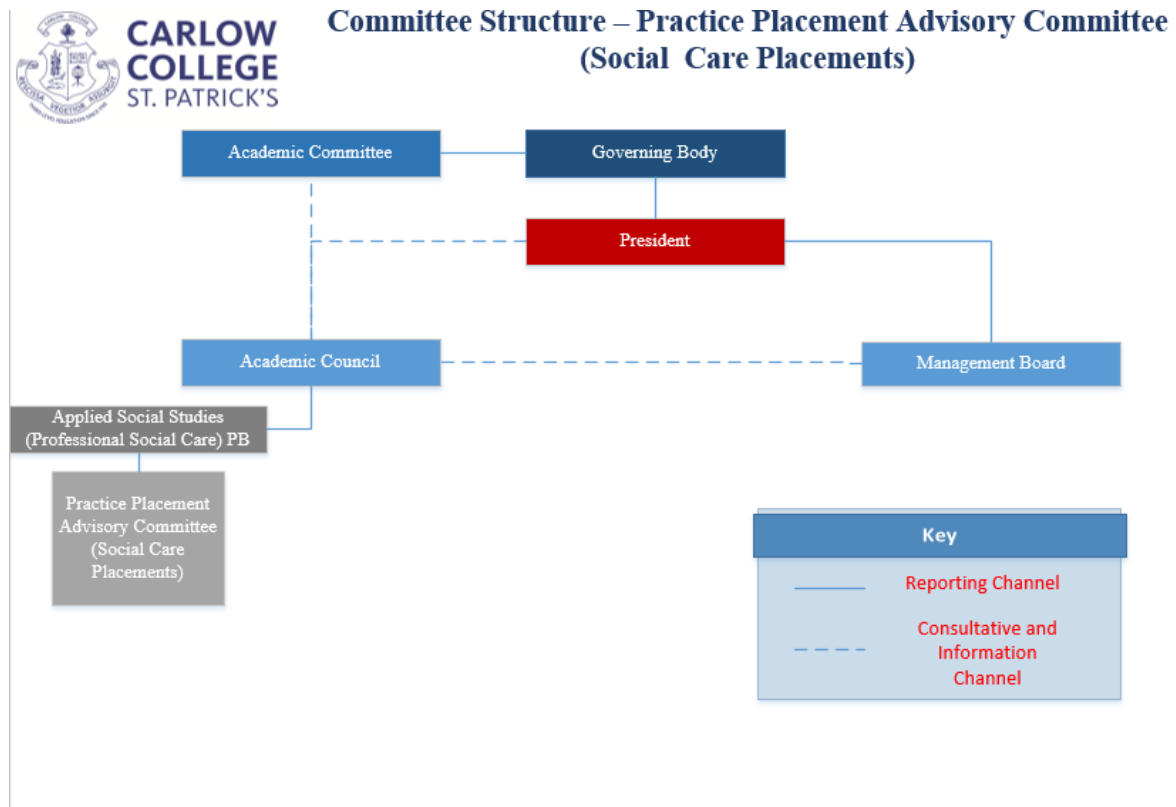 Committee Structure – Practice Placement Advisory Committee
(Social Care Placements)
CARLOW
COLLEGE
ST. PATRICK'S
Academic Committee
Governing Body
President
Academic Council
Management Board
Applied Social Studies
(Professional Social Care) PB
Practice Placement
Advisory Committee
(Social Care
Placements)
Key
Reporting Channel
Consultative and
Information
Channel